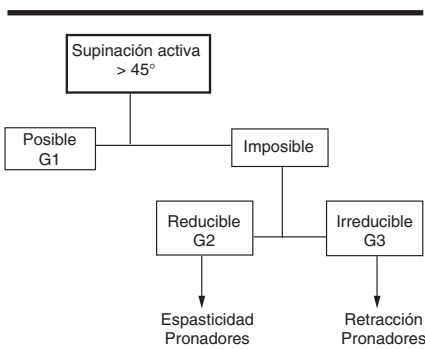 Supinación activa
> 45°
Posible
G1
Imposible
Reducible
G2
Irreducible
G3
Espasticidad
Pronadores
Retracción
Pronadores